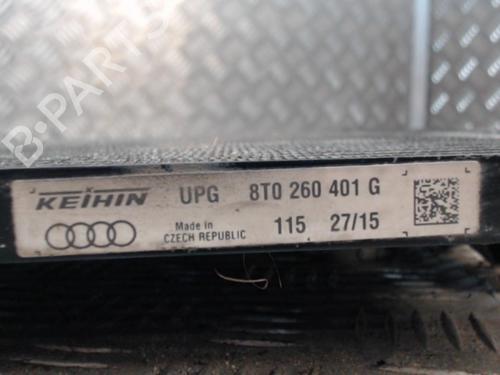 B-PARTS
KEIHIN UPG 8T0 260 401 G
Made in
CZECH REPUBLIC 115 27/15